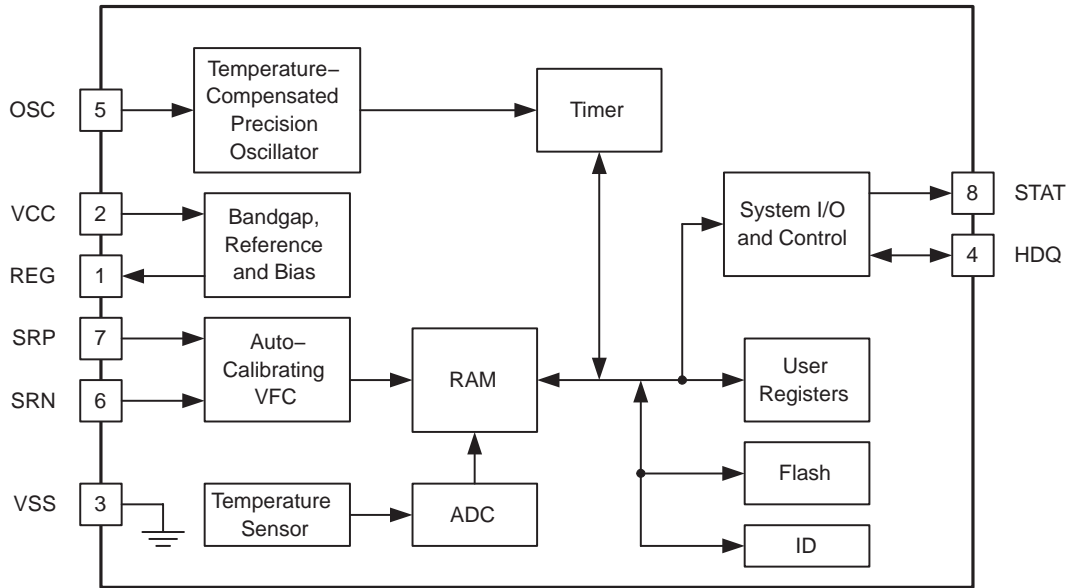 OSC
5
Temperature–
Compensated
Precision
Oscillator
Timer
VCC
2
Bandgap,
Reference
and Bias
REG
1
System I/O
and Control
8
STAT
4
HDQ
SRP
7
Auto–
Calibrating
VFC
SRN
6
RAM
User
Registers
VSS
3
Temperature
Sensor
ADC
Flash
ID